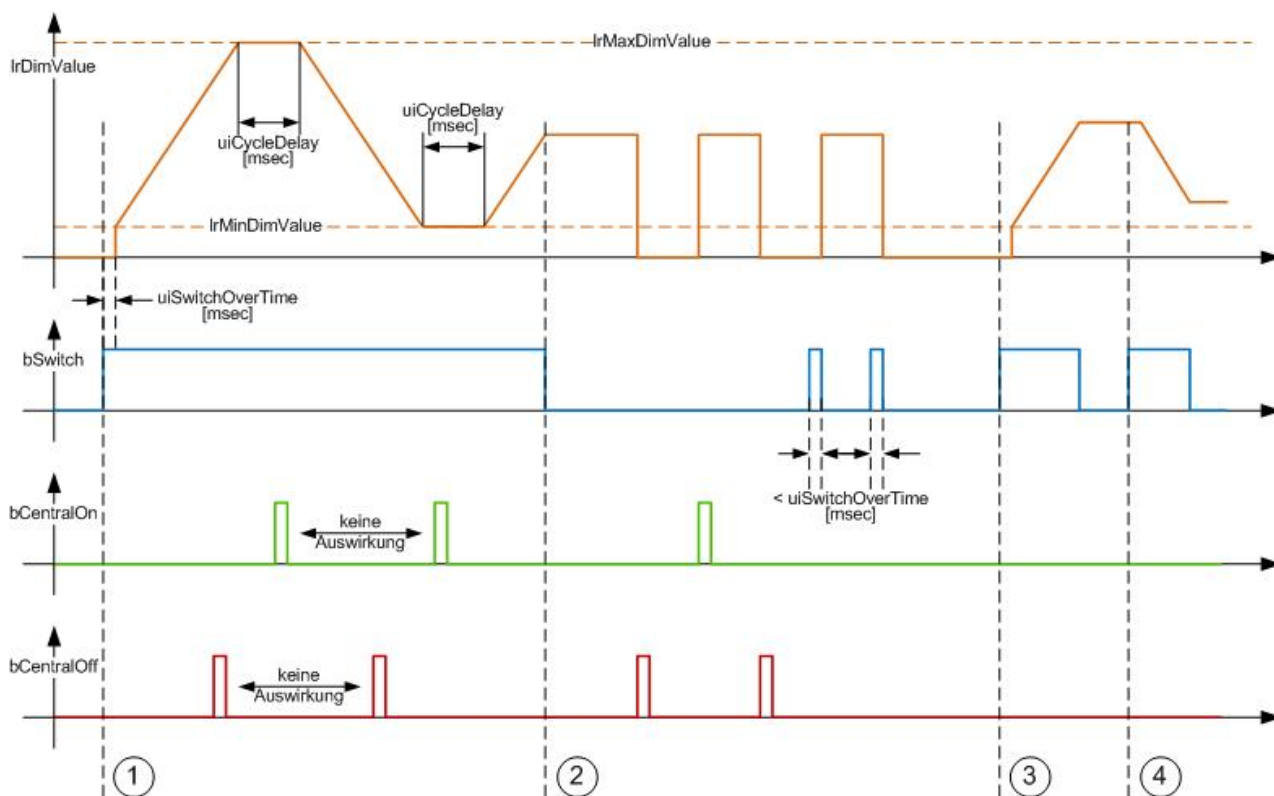 lrMaxDimValue
lrDimValue
uiCycleDelay
[msec]
uiCycleDelay
[msec]
lrMinDimValue
uiSwitchOverTime
[msec]
bSwitch
< uiSwitchOverTime
[msec]
bCentralOn
keine
Auswirkung
bCentralOff
keine
Auswirkung
1
2
3
4